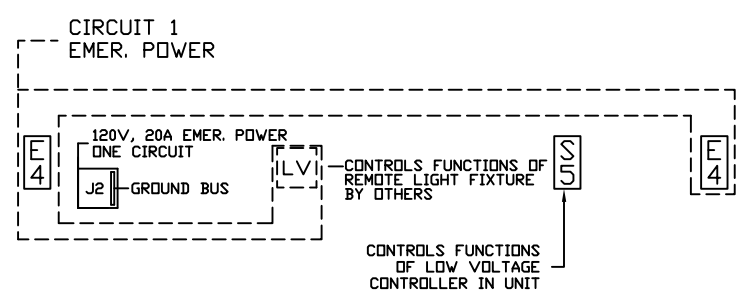 CIRCUIT 1
EMER. POWER
120V, 20A EMER. POWER
ONE CIRCUIT
E
4
J2
GROUND BUS
LV
CONTROLS FUNCTIONS OF
REMOTE LIGHT FIXTURE
BY OTHERS
S
5
E
4
CONTROLS FUNCTIONS
OF LOW VOLTAGE
CONTROLLER IN UNIT